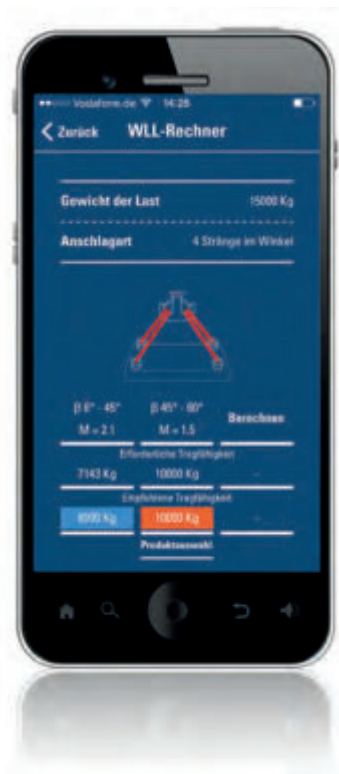 Vodafone.de 14:28
Zurück WLL-Rechner
Gewicht der Last 15000 Kg
Anschlagart 4 Stränge im Winkel
β 0° - 45° β 45° - 60° Berechnen
M = 2.1 M = 1.5
Erforderliche Tragfähigkeit
7143 Kg 10000 Kg -
Empfohlene Tragfähigkeit
8000 Kg 10000 Kg -
Produktauswahl